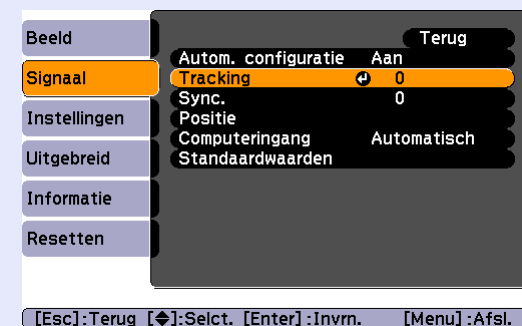 Beeld
Signaal
Instellingen
Uitgebreid
Informatie
Resetten
Terug
Autom. configuratie Aan
Tracking 0
Sync. 0
Positie
Computeringang Automatisch
Standaardwaarden
[Esc]:Terug [◆]:Selct. [Enter]:Invrn. [Menu]:Afsl.